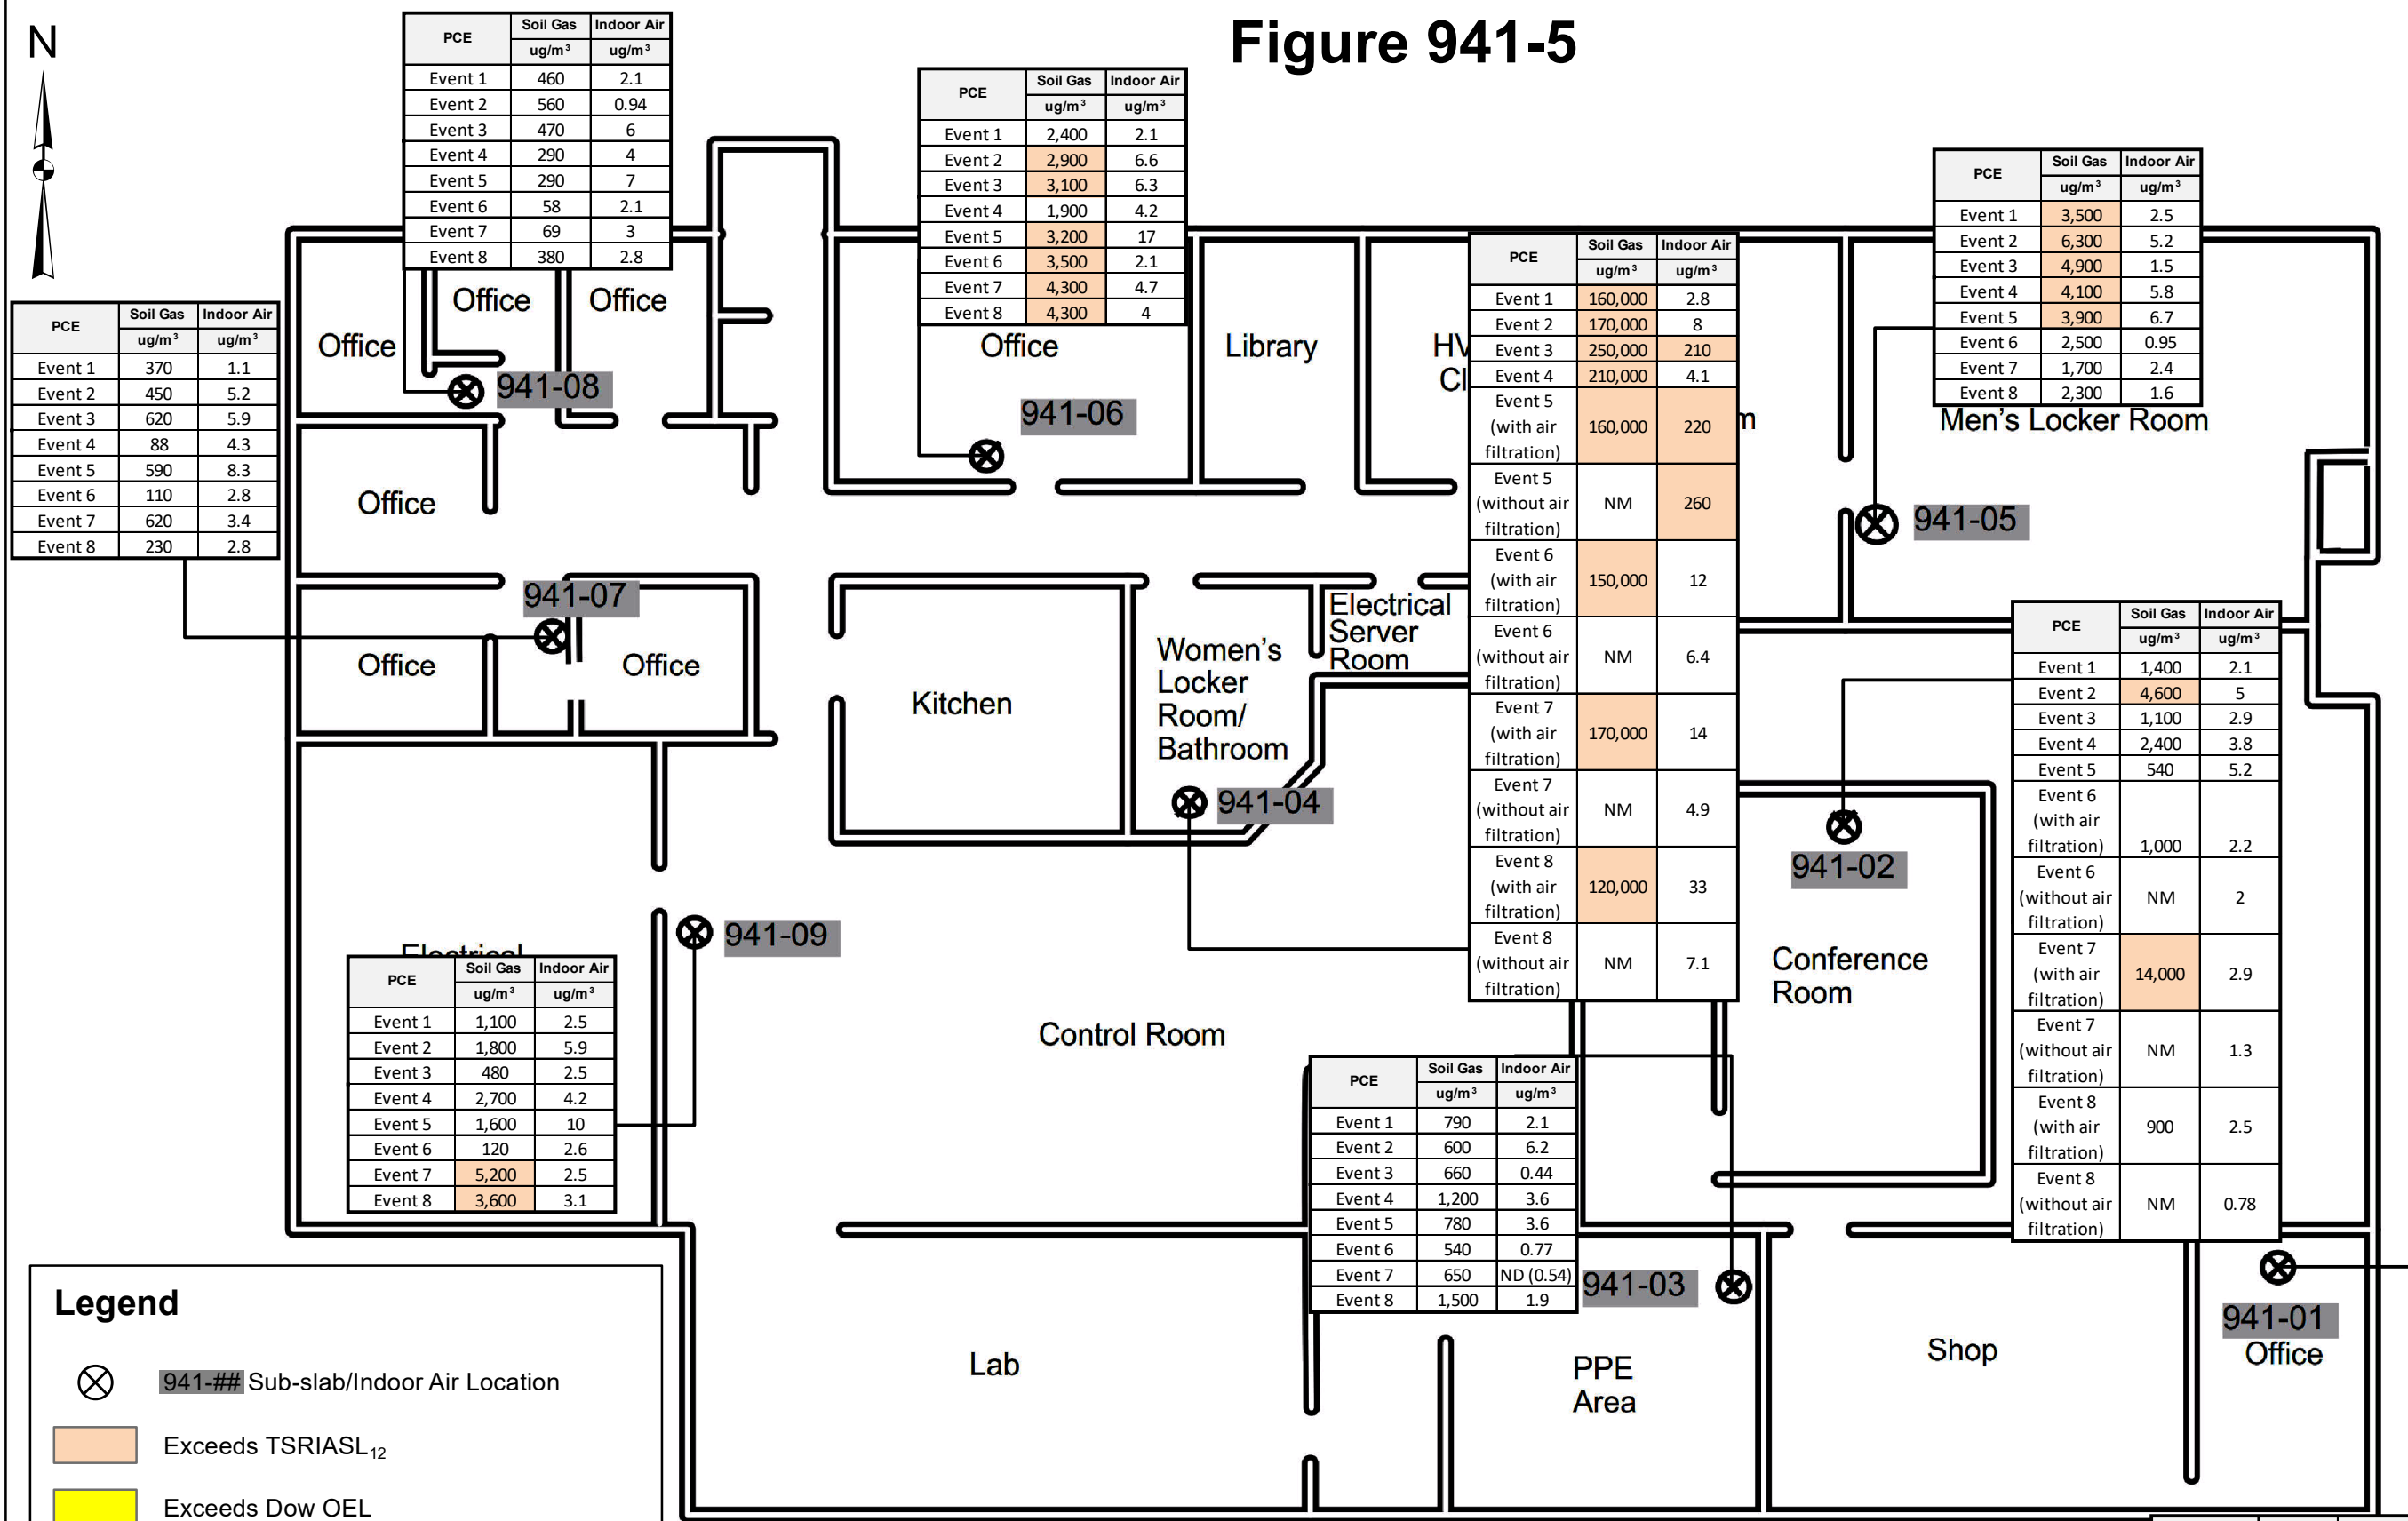 Figure 941-5
N
PCE Soil Gas Indoor Air
ug/m³ ug/m³
Event 1 460 2.1
Event 2 560 0.94
Event 3 470 6
Event 4 290 4
Event 5 290 7
Event 6 58 2.1
Event 7 69 3
Event 8 380 2.8
PCE Soil Gas Indoor Air
ug/m³ ug/m³
Event 1 2,400 2.1
Event 2 2,900 6.6
Event 3 3,100 6.3
Event 4 1,900 4.2
Event 5 3,200 17
Event 6 3,500 2.1
Event 7 4,300 4.7
Event 8 4,300 4
PCE Soil Gas Indoor Air
ug/m³ ug/m³
Event 1 3,500 2.5
Event 2 6,300 5.2
Event 3 4,900 1.5
Event 4 4,100 5.8
Event 5 3,900 6.7
Event 6 2,500 0.95
Event 7 1,700 2.4
Event 8 2,300 1.6
PCE Soil Gas Indoor Air
ug/m³ ug/m³
Event 1 370 1.1
Event 2 450 5.2
Event 3 620 5.9
Event 4 88 4.3
Event 5 590 8.3
Event 6 110 2.8
Event 7 620 3.4
Event 8 230 2.8
PCE Soil Gas Indoor Air
ug/m³ ug/m³
Event 1 160,000 2.8
Event 2 170,000 8
Event 3 250,000 210
Event 4 210,000 4.1
Event 5
(with air 160,000 220
filtration)
Event 5
(without air NM 260
filtration)
Event 6
(with air 150,000 12
filtration)
Event 6
(without air NM 6.4
filtration)
Event 7
(with air 170,000 14
filtration)
Event 7
(without air NM 4.9
filtration)
Event 8
(with air 120,000 33
filtration)
Event 8
(without air NM 7.1
filtration)
Office Office
Office
941-08
Office
941-06
Library
HV
Cl
m
Men's Locker Room
941-05
Office
941-07
Office
Office
Kitchen
Women's
Locker
Room/
Bathroom
Electrical
Server
Room
941-04
941-02
Conference
Room
PCE Soil Gas Indoor Air
ug/m³ ug/m³
Event 1 1,400 2.1
Event 2 4,600 5
Event 3 1,100 2.9
Event 4 2,400 3.8
Event 5 540 5.2
Event 6
(with air
filtration) 1,000 2.2
Event 6
(without air NM 2
filtration)
Event 7
(with air 14,000 2.9
filtration)
Event 7
(without air NM 1.3
filtration)
Event 8
(with air 900 2.5
filtration)
Event 8
(without air NM 0.78
filtration)
941-09
Electrical
PCE Soil Gas Indoor Air
ug/m³ ug/m³
Event 1 1,100 2.5
Event 2 1,800 5.9
Event 3 480 2.5
Event 4 2,700 4.2
Event 5 1,600 10
Event 6 120 2.6
Event 7 5,200 2.5
Event 8 3,600 3.1
Control Room
PCE Soil Gas Indoor Air
ug/m³ ug/m³
Event 1 790 2.1
Event 2 600 6.2
Event 3 660 0.44
Event 4 1,200 3.6
Event 5 780 3.6
Event 6 540 0.77
Event 7 650 ND (0.54)
Event 8 1,500 1.9
941-03
941-01
Office
Lab
PPE
Area
Shop
Legend
941-## Sub-slab/Indoor Air Location
Exceeds TSRIASL₁₂
Exceeds Dow OEL